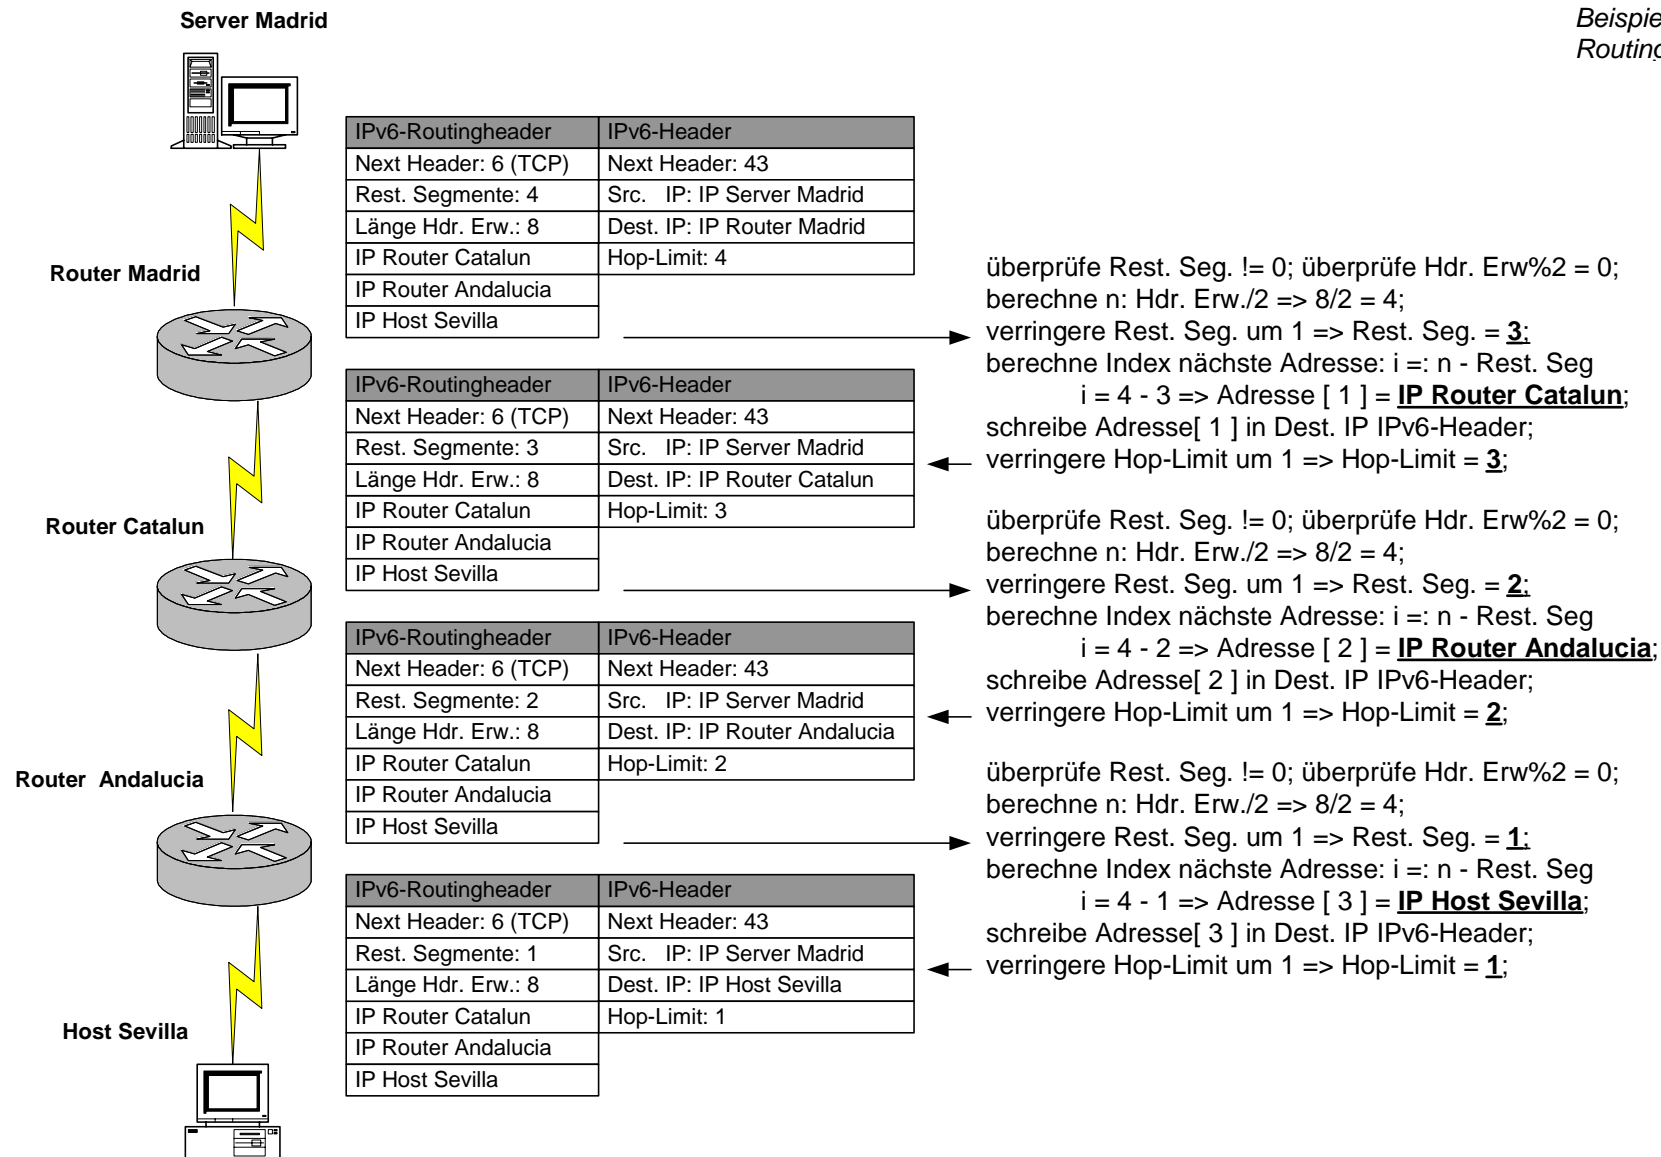 Server Madrid
Beispie
Routing
IPv6-Routingheader IPv6-Header
Next Header: 6 (TCP) Next Header: 43
Rest. Segmente: 4 Src. IP: IP Server Madrid
Länge Hdr. Erw.: 8 Dest. IP: IP Router Madrid
IP Router Catalun Hop-Limit: 4
IP Router Andalucia
IP Host Sevilla
Router Madrid
überprüfe Rest. Seg. != 0; überprüfe Hdr. Erw%2 = 0;
berechne n: Hdr. Erw./2 => 8/2 = 4;
verringere Rest. Seg. um 1 => Rest. Seg. = 3;
berechne Index nächste Adresse: i =: n - Rest. Seg
i = 4 - 3 => Adresse [ 1 ] = IP Router Catalun;
schreibe Adresse[ 1 ] in Dest. IP IPv6-Header;
verringere Hop-Limit um 1 => Hop-Limit = 3;
IPv6-Routingheader IPv6-Header
Next Header: 6 (TCP) Next Header: 43
Rest. Segmente: 3 Src. IP: IP Server Madrid
Länge Hdr. Erw.: 8 Dest. IP: IP Router Catalun
IP Router Catalun Hop-Limit: 3
IP Router Andalucia
IP Host Sevilla
Router Catalun
überprüfe Rest. Seg. != 0; überprüfe Hdr. Erw%2 = 0;
berechne n: Hdr. Erw./2 => 8/2 = 4;
verringere Rest. Seg. um 1 => Rest. Seg. = 2;
berechne Index nächste Adresse: i =: n - Rest. Seg
i = 4 - 2 => Adresse [ 2 ] = IP Router Andalucia;
schreibe Adresse[ 2 ] in Dest. IP IPv6-Header;
verringere Hop-Limit um 1 => Hop-Limit = 2;
IPv6-Routingheader IPv6-Header
Next Header: 6 (TCP) Next Header: 43
Rest. Segmente: 2 Src. IP: IP Server Madrid
Länge Hdr. Erw.: 8 Dest. IP: IP Router Andalucia
IP Router Catalun Hop-Limit: 2
IP Router Andalucia
IP Host Sevilla
Router Andalucia
überprüfe Rest. Seg. != 0; überprüfe Hdr. Erw%2 = 0;
berechne n: Hdr. Erw./2 => 8/2 = 4;
verringere Rest. Seg. um 1 => Rest. Seg. = 1;
berechne Index nächste Adresse: i =: n - Rest. Seg
i = 4 - 1 => Adresse [ 3 ] = IP Host Sevilla;
schreibe Adresse[ 3 ] in Dest. IP IPv6-Header;
verringere Hop-Limit um 1 => Hop-Limit = 1;
IPv6-Routingheader IPv6-Header
Next Header: 6 (TCP) Next Header: 43
Rest. Segmente: 1 Src. IP: IP Server Madrid
Länge Hdr. Erw.: 8 Dest. IP: IP Host Sevilla
IP Router Catalun Hop-Limit: 1
IP Router Andalucia
IP Host Sevilla
Host Sevilla